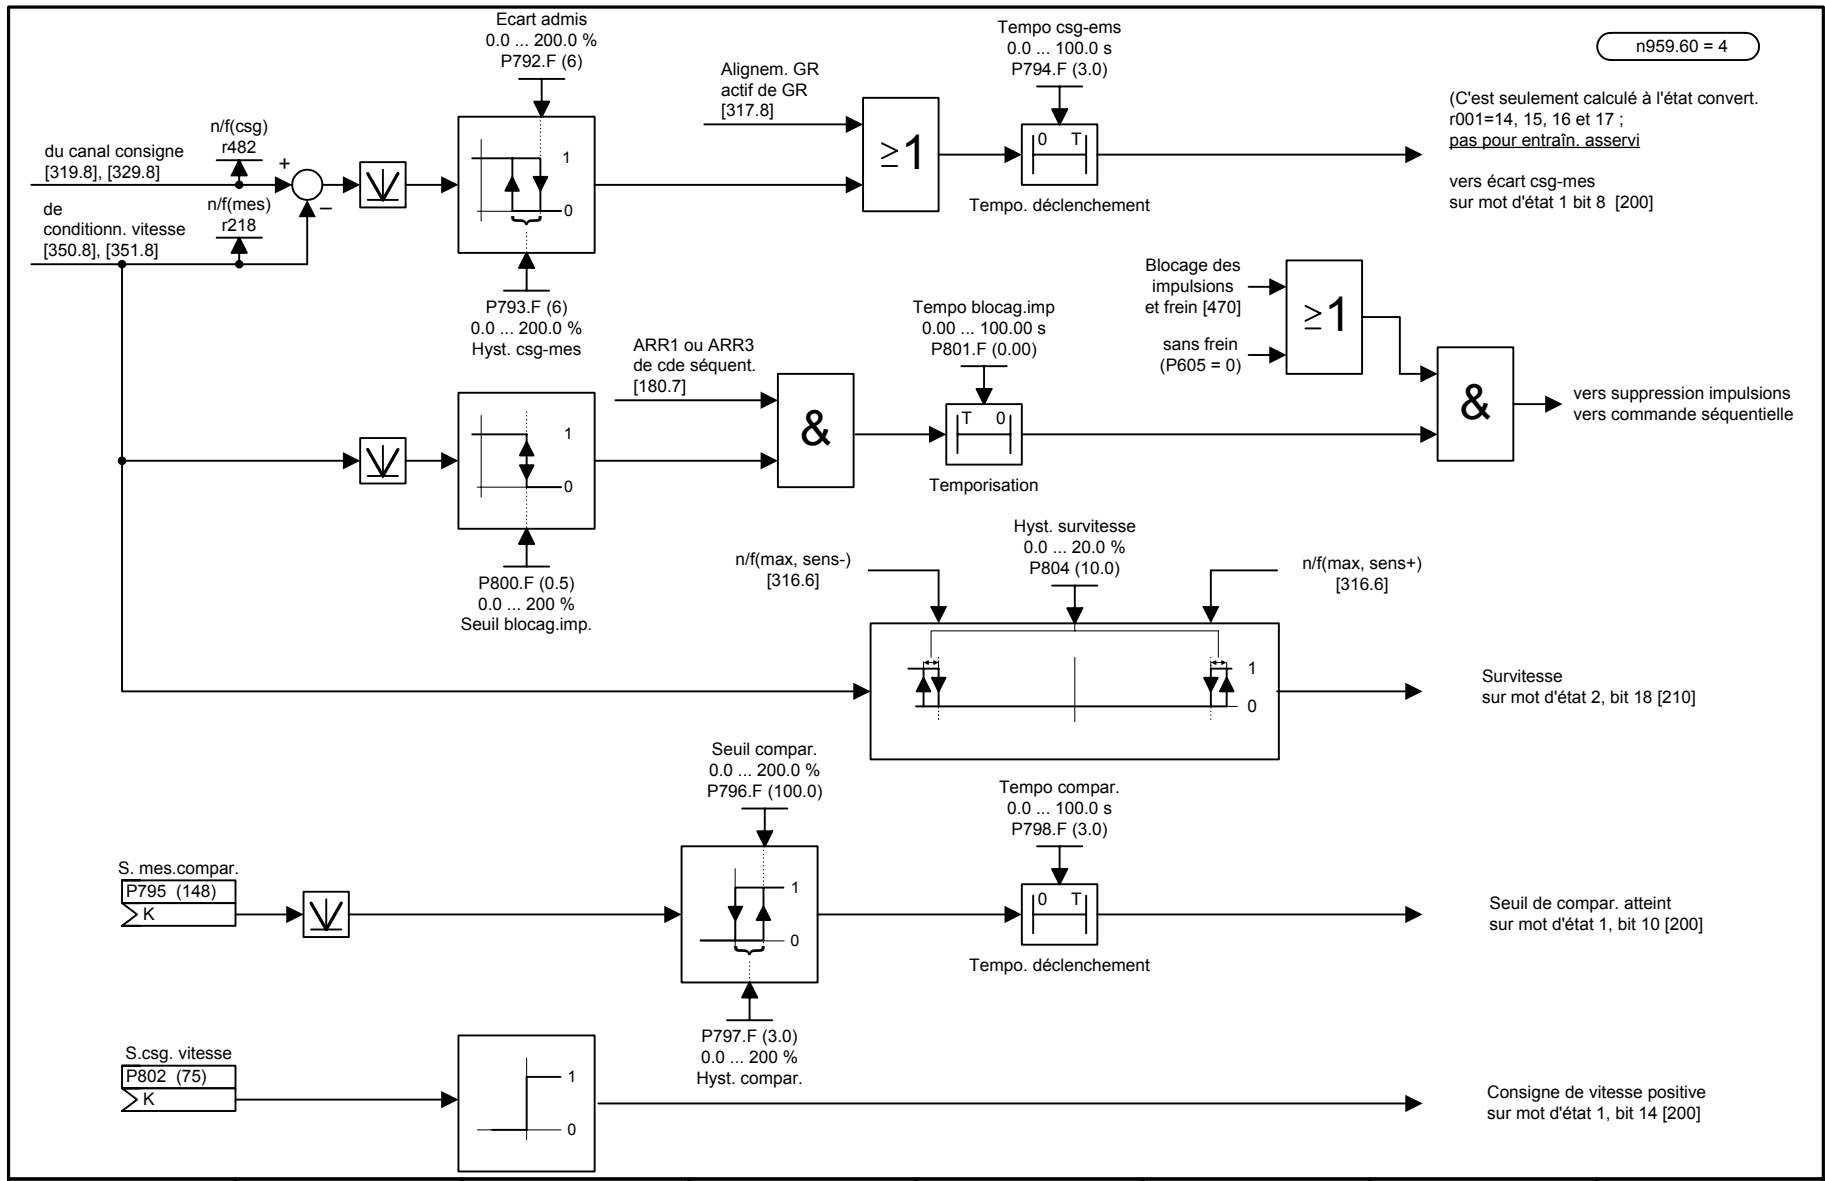 Ecart admis
0.0 ... 200.0 %
P792.F (6)
Tempo csg-ems
0.0 ... 100.0 s
P794.F (3.0)
n959.60 = 4
Alignem. GR
actif de GR
[317.8]
(C'est seulement calculé à l'état convert.
r001=14, 15, 16 et 17 ;
pas pour entraîn. asservi
n/f(csg)
r482
du canal consigne
[319.8], [329.8]
+
–
1
0
≥1
0 T
Tempo. déclenchement
vers écart csg-mes
sur mot d'état 1 bit 8 [200]
de
conditionn. vitesse
[350.8], [351.8]
n/f(mes)
r218
P793.F (6)
0.0 ... 200.0 %
Hyst. csg-mes
Blocage des
impulsions
et frein [470]
≥1
sans frein
(P605 = 0)
Tempo blocag.imp
0.00 ... 100.00 s
P801.F (0.00)
ARR1 ou ARR3
de cde séquent.
[180.7]
1
0
&
T 0
Temporisation
&
vers suppression impulsions
vers commande séquentielle
P800.F (0.5)
0.0 ... 200 %
Seuil blocag.imp.
n/f(max, sens-)
[316.6]
Hyst. survitesse
0.0 ... 20.0 %
P804 (10.0)
n/f(max, sens+)
[316.6]
1
0
Survitesse
sur mot d'état 2, bit 18 [210]
Seuil compar.
0.0 ... 200.0 %
P796.F (100.0)
Tempo compar.
0.0 ... 100.0 s
P798.F (3.0)
S. mes.compar.
P795 (148)
K
1
0
0 T
Tempo. déclenchement
Seuil de compar. atteint
sur mot d'état 1, bit 10 [200]
P797.F (3.0)
0.0 ... 200 %
Hyst. compar.
S.csg. vitesse
P802 (75)
K
1
0
Consigne de vitesse positive
sur mot d'état 1, bit 14 [200]